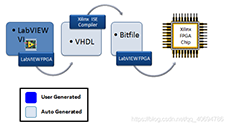 Xilinx ISE
Compiler
• LabVIEW
VI
• VHDL
• Bitfile
Xilinx
FPGA
Chip
LabVIEW FPGA
LabVIEW FPGA
User Generated
Auto Generated